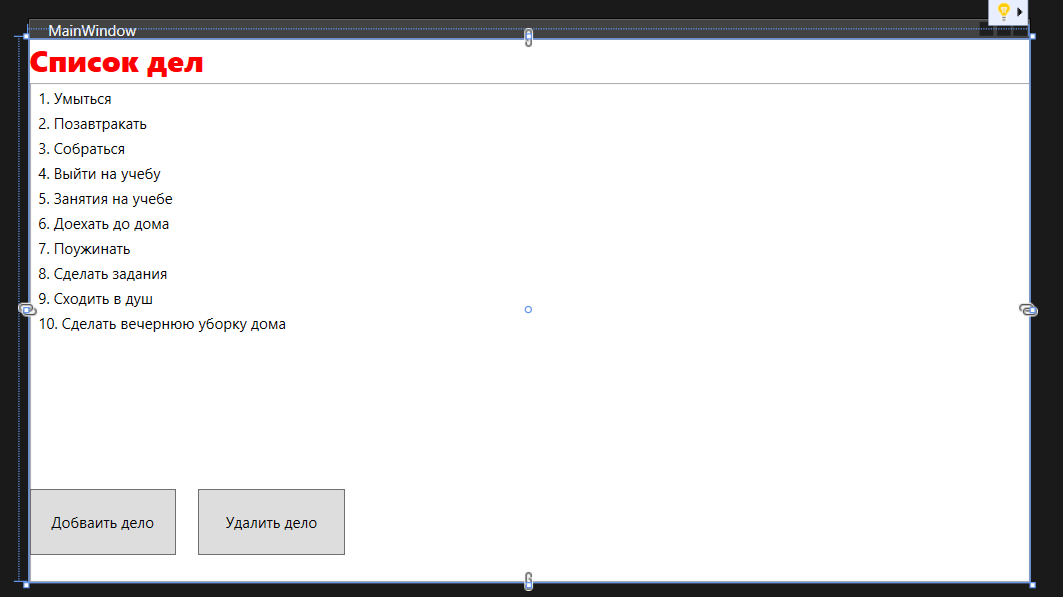 MainWindow
Список дел
1. Умыться
2. Позавтракать
3. Собраться
4. Выйти на учебу
5. Занятия на учебе
6. Доехать до дома
7. Поужинать
8. Сделать задания
9. Сходить в душ
10. Сделать вечернюю уборку дома
Добваить дело
Удалить дело